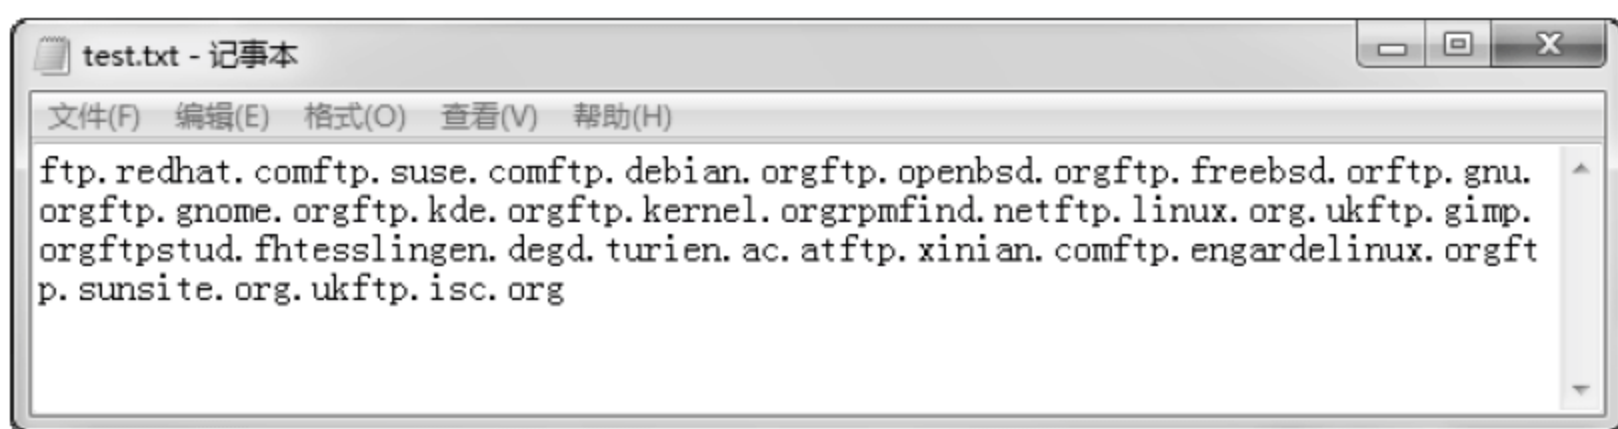 test.txt - 记事本
文件(F) 编辑(E) 格式(O) 查看(V) 帮助(H)
ftp.redhat.comftp.suse.comftp.debian.orgftp.openbsd.orgftp.freebsd.orftp.gnu.
orgftp.gnome.orgftp.kde.orgftp.kernel.orgrpmfind.netftp.linux.org.ukftp.gimp.
orgftpstud.fhtesslingen.degd.turien.ac.atftp.xinian.comftp.engardelinux.orgft
p.sunsite.org.ukftp.isc.org